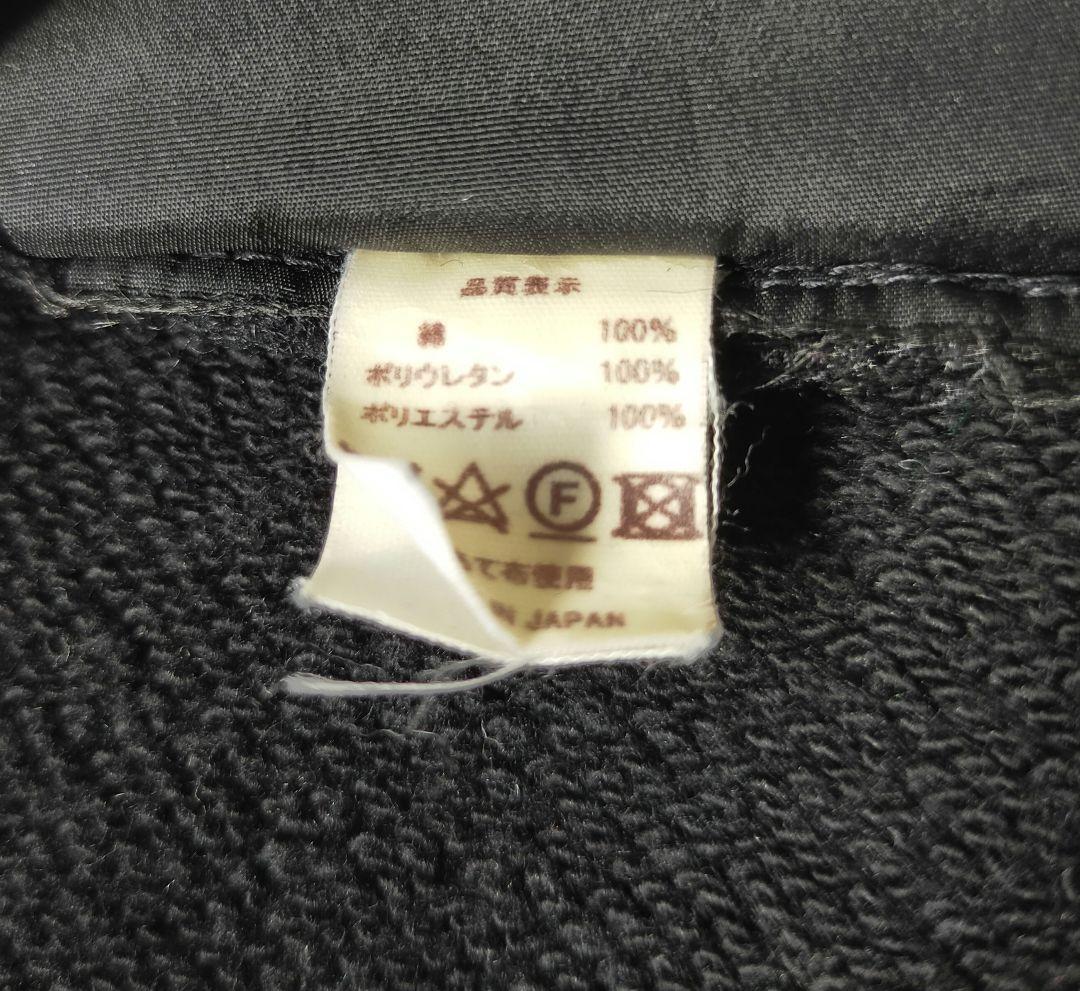 品質表示
綿 100%
ポリウレタン 100%
ポリエステル 100%
F
て布使用
IN JAPAN